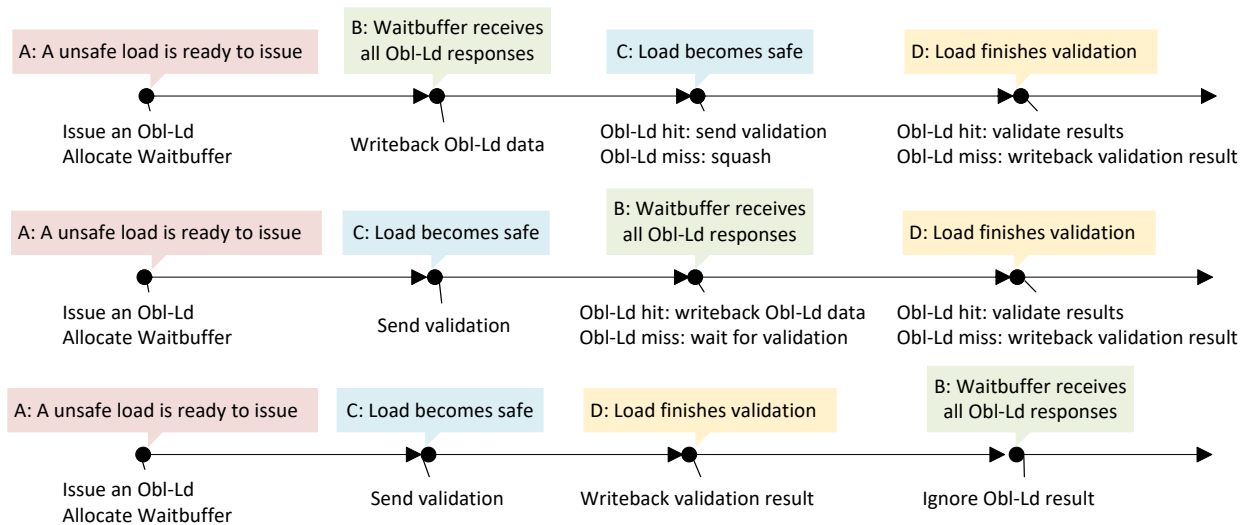 A: A unsafe load is ready to issue
B: Waitbuffer receives
all Obl-Ld responses
C: Load becomes safe
D: Load finishes validation
Issue an Obl-Ld
Allocate Waitbuffer
Writeback Obl-Ld data
Obl-Ld hit: send validation
Obl-Ld miss: squash
Obl-Ld hit: validate results
Obl-Ld miss: writeback validation result
A: A unsafe load is ready to issue
C: Load becomes safe
B: Waitbuffer receives
all Obl-Ld responses
D: Load finishes validation
Issue an Obl-Ld
Allocate Waitbuffer
Send validation
Obl-Ld hit: writeback Obl-Ld data
Obl-Ld miss: wait for validation
Obl-Ld hit: validate results
Obl-Ld miss: writeback validation result
A: A unsafe load is ready to issue
C: Load becomes safe
D: Load finishes validation
B: Waitbuffer receives
all Obl-Ld responses
Issue an Obl-Ld
Allocate Waitbuffer
Send validation
Writeback validation result
Ignore Obl-Ld result